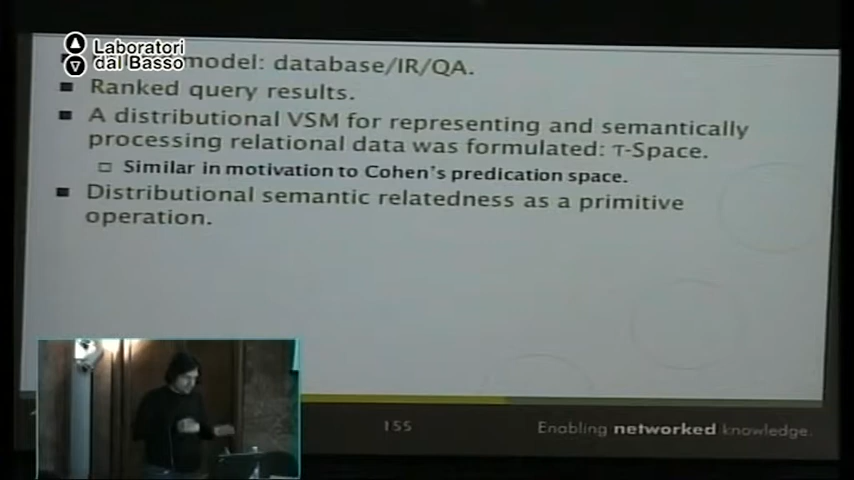 Laboratori
dal Basso
model: database/IR/QA.
Ranked query results.
A distributional VSM for representing and semantically
processing relational data was formulated: τ-Space.
Similar in motivation to Cohen's predication space.
Distributional semantic relatedness as a primitive
operation.
155
Enabling networked knowledge.